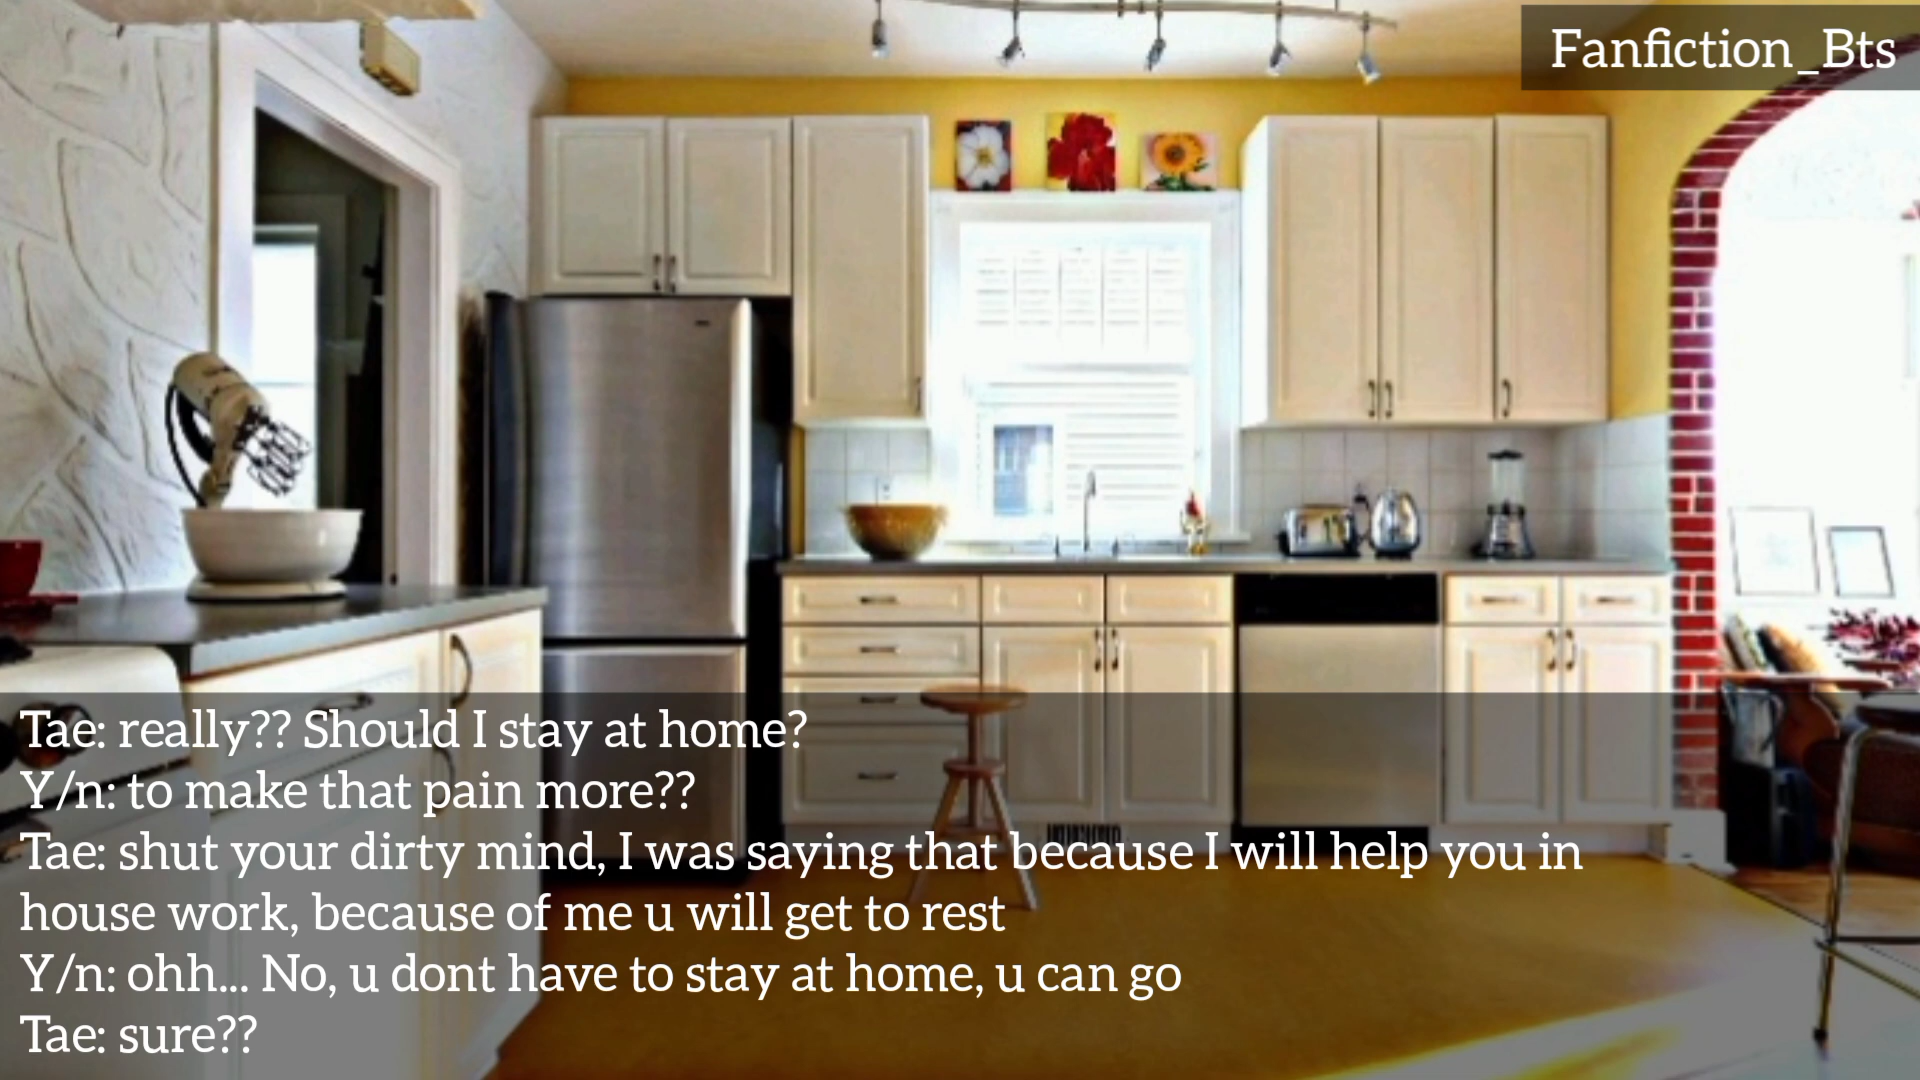 Fanfiction_Bts
Tae: really?? Should I stay at home?
Y/n: to make that pain more??
Tae: shut your dirty mind, I was saying that because I will help you in
house work, because of me u will get to rest
Y/n: ohh... No, u dont have to stay at home, u can go
Tae: sure??